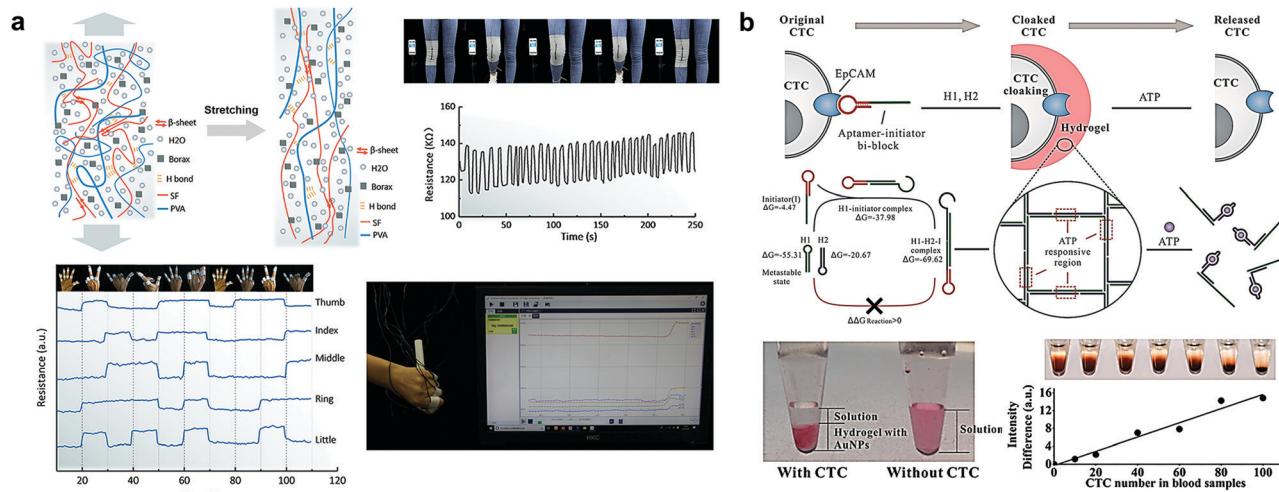 a
Stretching
β-sheet
H2O
Borax
H bond
SF
PVA
β-sheet
H2O
Borax
H bond
SF
PVA
Resistance (KΩ)
160
140
120
100
0 25 50 75 100 125 150 175 200 225 250
Time (s)
Resistance (a.u.)
Thumb
Index
Middle
Ring
Little
20 40 60 80 100 120
HKC
b
Original
CTC
Cloaked
CTC
Released
CTC
CTC
EpCAM
Aptamer-initiator
bi-block
H1, H2
CTC
cloaking
Hydrogel
ATP
CTC
Initiator(I)
ΔG=-4.47
H1-initiator complex
ΔG=-37.98
H1 H2
ΔG=-55.31
ΔG=-20.67
Metastable
state
H1-H2-I
complex
ΔG=-69.62
ΔΔG Reaction>0
ATP
responsive
region
ATP
Solution
Hydrogel with
AuNPs
Solution
With CTC
Without CTC
Intensity
Difference (a.u.)
16
12
8
4
0
0 20 40 60 80 100
CTC number in blood samples